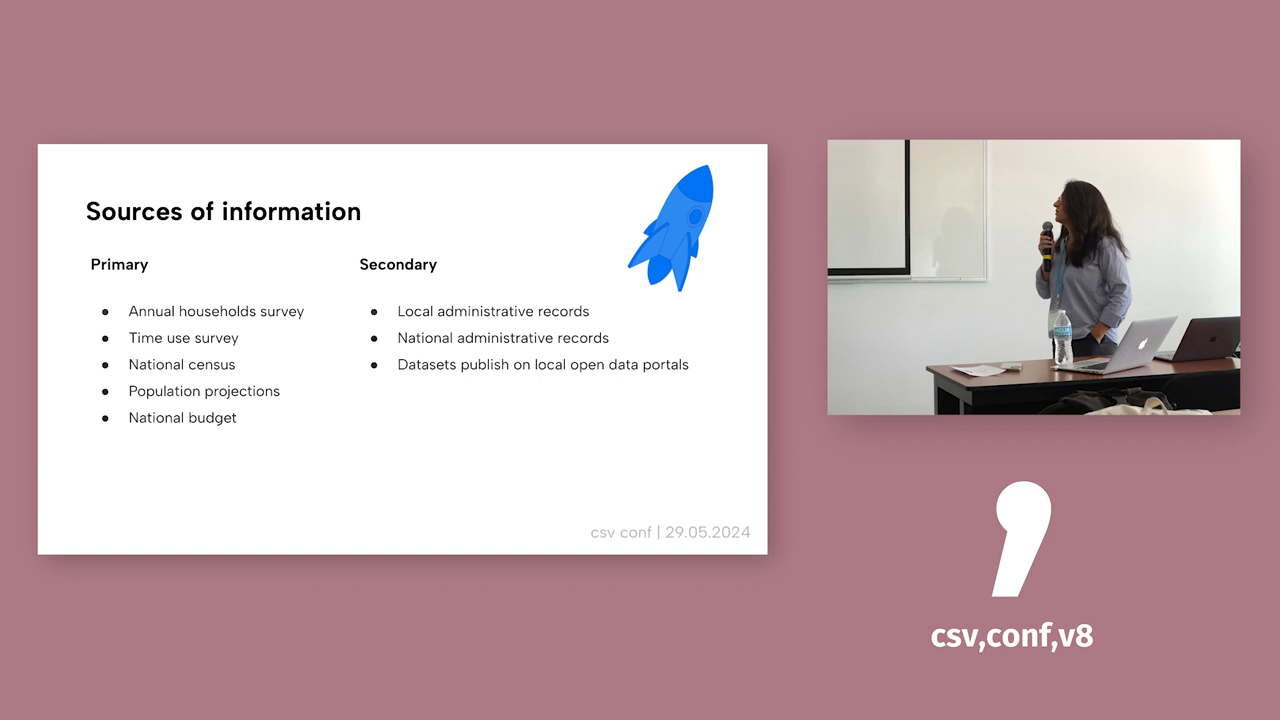 Sources of information
Primary
Annual households survey
Time use survey
National census
Population projections
National budget
Secondary
Local administrative records
National administrative records
Datasets publish on local open data portals
csv conf | 29.05.2024
csv,conf,v8